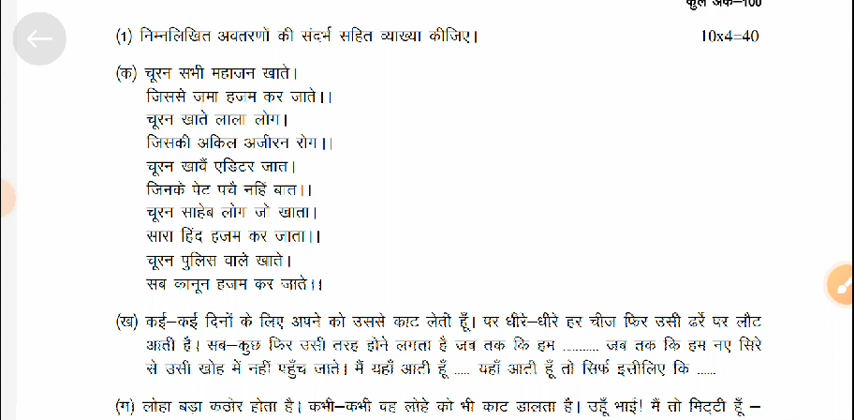 कुल अंक–100
(1) निम्नलिखित अवतरणों की संदर्भ सहित व्याख्या कीजिए। 10x4=40
(क) चूरन सभी महाजन खाते।
जिससे जमा हजम कर जाते।।
चूरन खाते लाला लोग।
जिसकी अकिल अजीरन रोग।।
चूरन खावैं एडिटर जात।
जिनके पेट पचै नहिं बात।।
चूरन साहेब लोग जो खाता।
सारा हिंद हजम कर जाता।।
चूरन पुलिस वाले खाते।
सब कानून हजम कर जाते।।
(ख) कई–कई दिनों के लिए अपने को उससे काट लेती हूँ। पर धीरे–धीरे हर चीज फिर उसी ढर्रे पर लौट
आती है। सब–कुछ फिर उसी तरह होने लगता है जब तक कि हम .......... जब तक कि हम नए सिरे
से उसी खोह में नहीं पहुँच जाते। मैं यहाँ आती हूँ ..... यहाँ आती हूँ तो सिर्फ इसीलिए कि ......
(ग) लोहा बड़ा कठोर होता है। कभी–कभी वह लोहे को भी काट डालता है। उहूँ भाई! मैं तो मिट्टी हूँ –